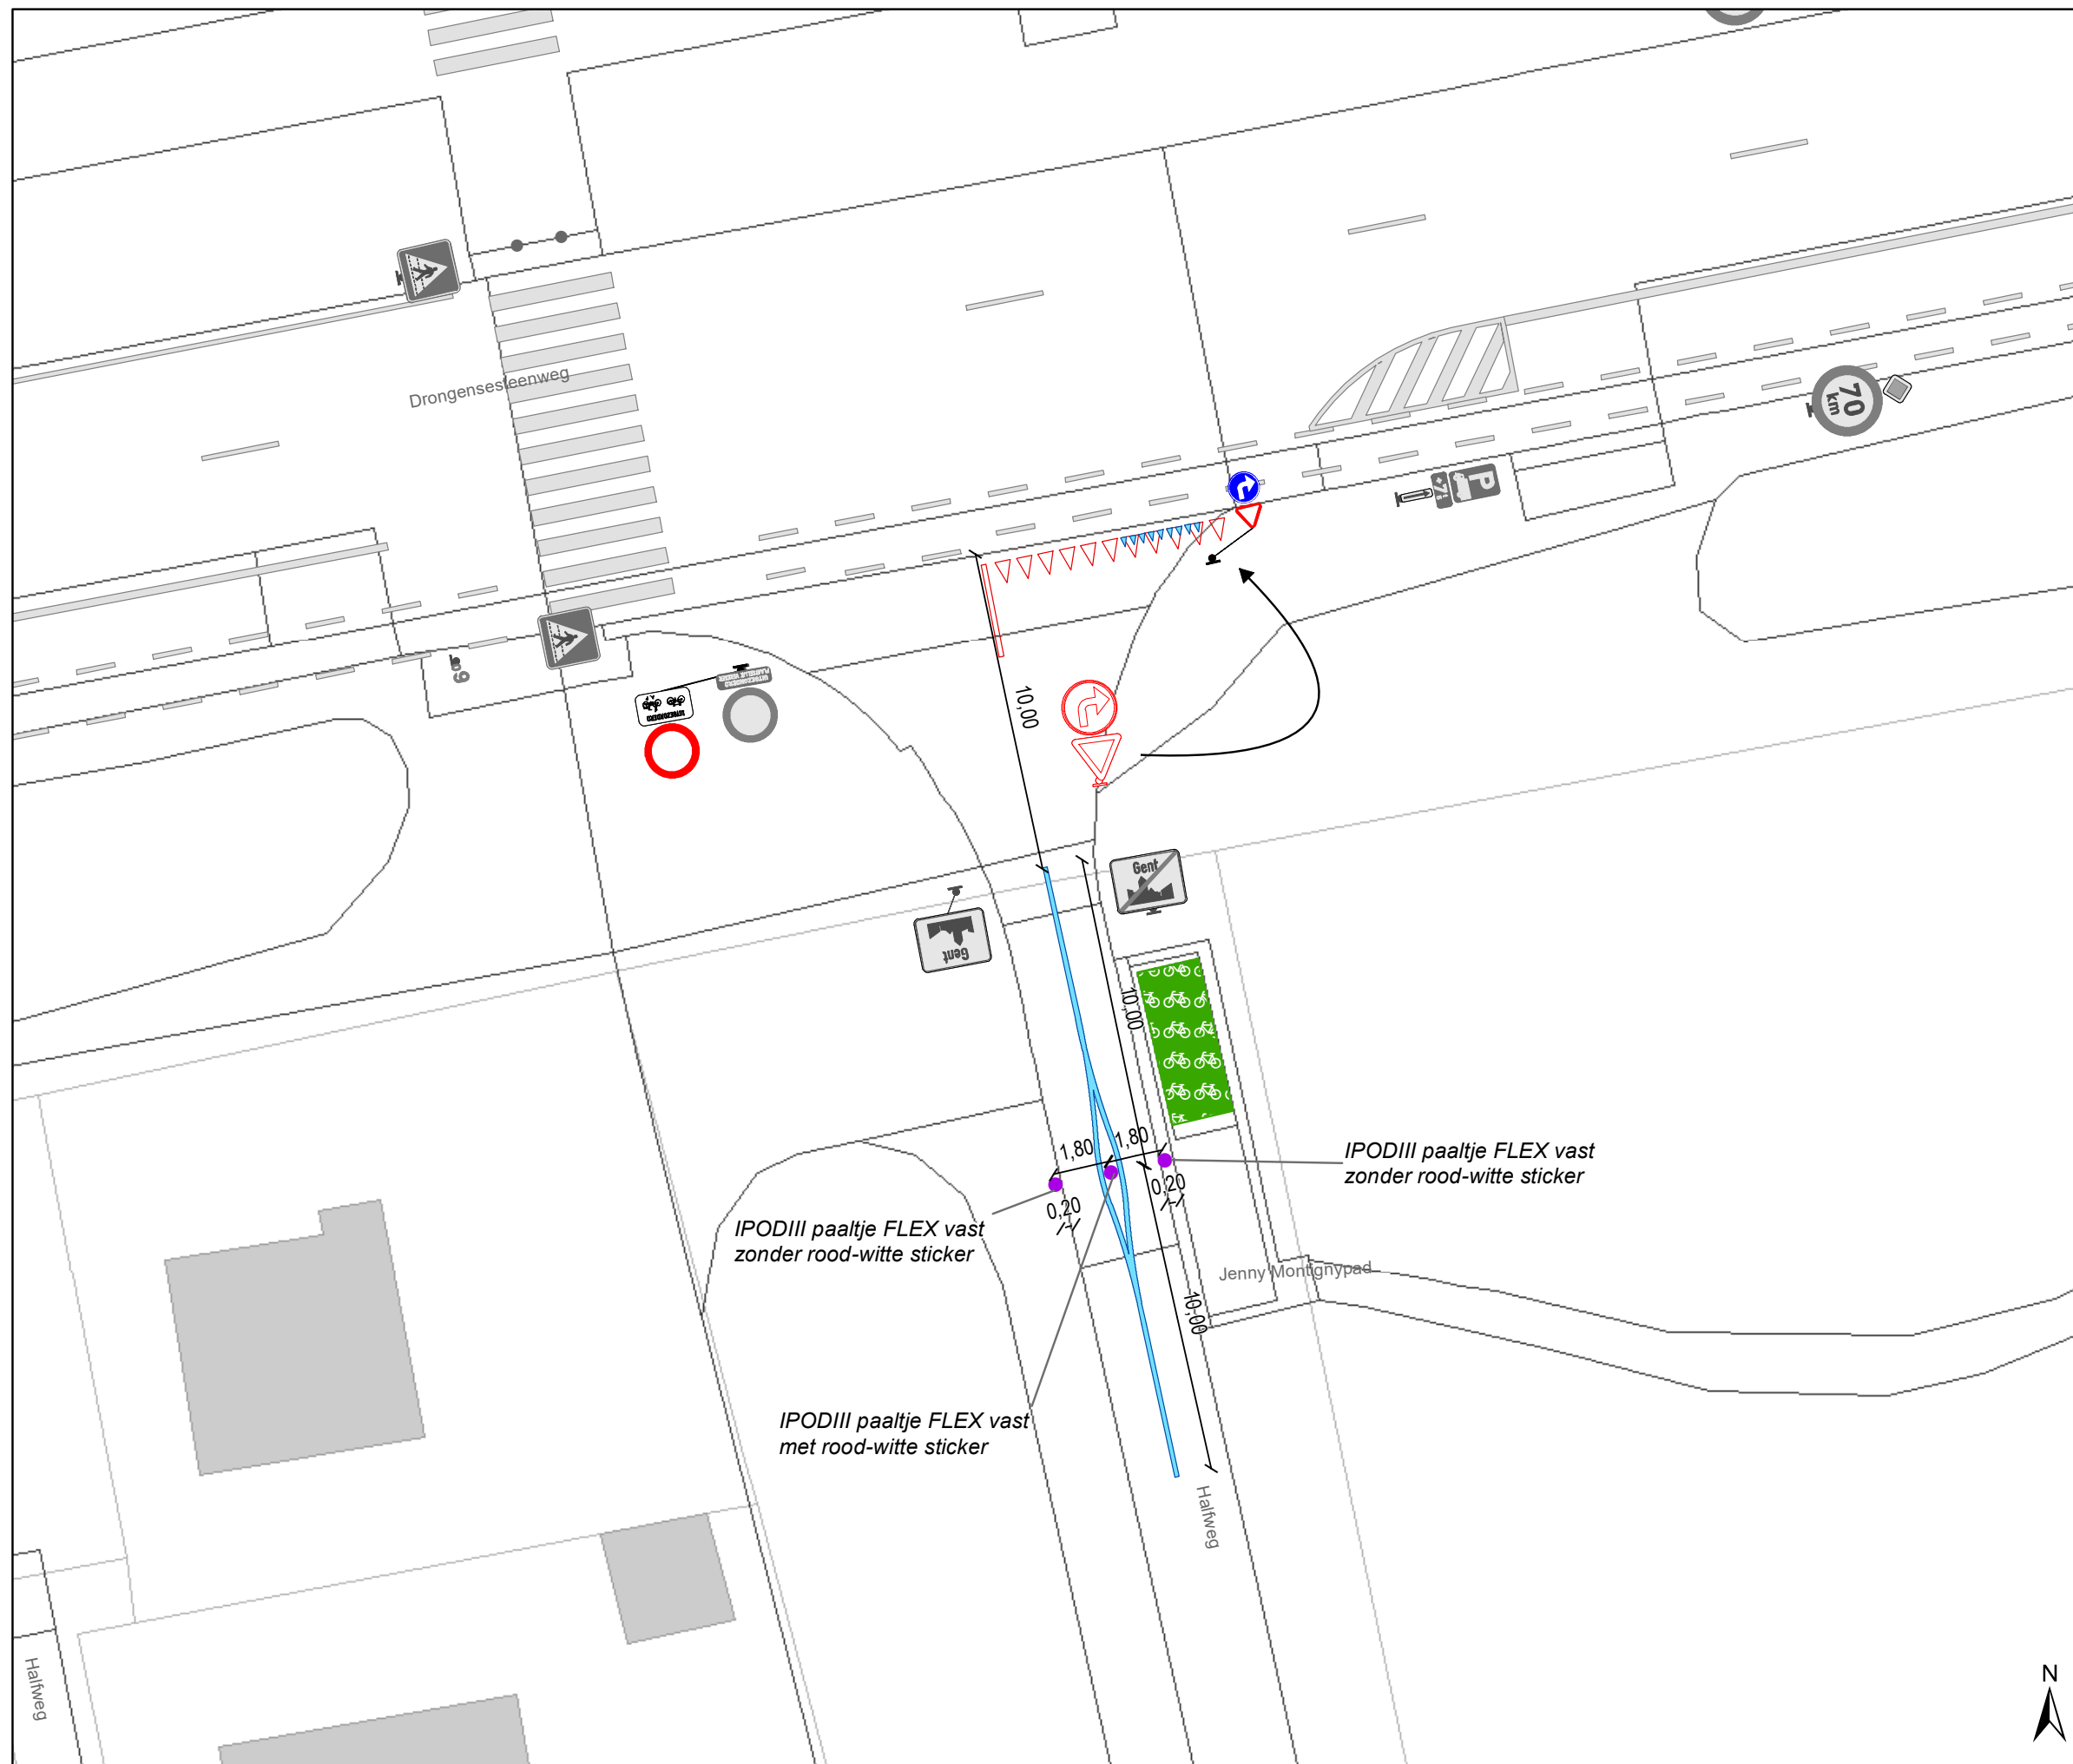 Drongensesteenweg
70
km
P
10,00
Gent
Gent
10,00
1,80
1,80
0,20
0,20
IPODIII paaltje FLEX vast
zonder rood-witte sticker
IPODIII paaltje FLEX vast
zonder rood-witte sticker
Jenny Montignypad
10,00
IPODIII paaltje FLEX vast
met rood-witte sticker
Halfweg
Halfweg
N